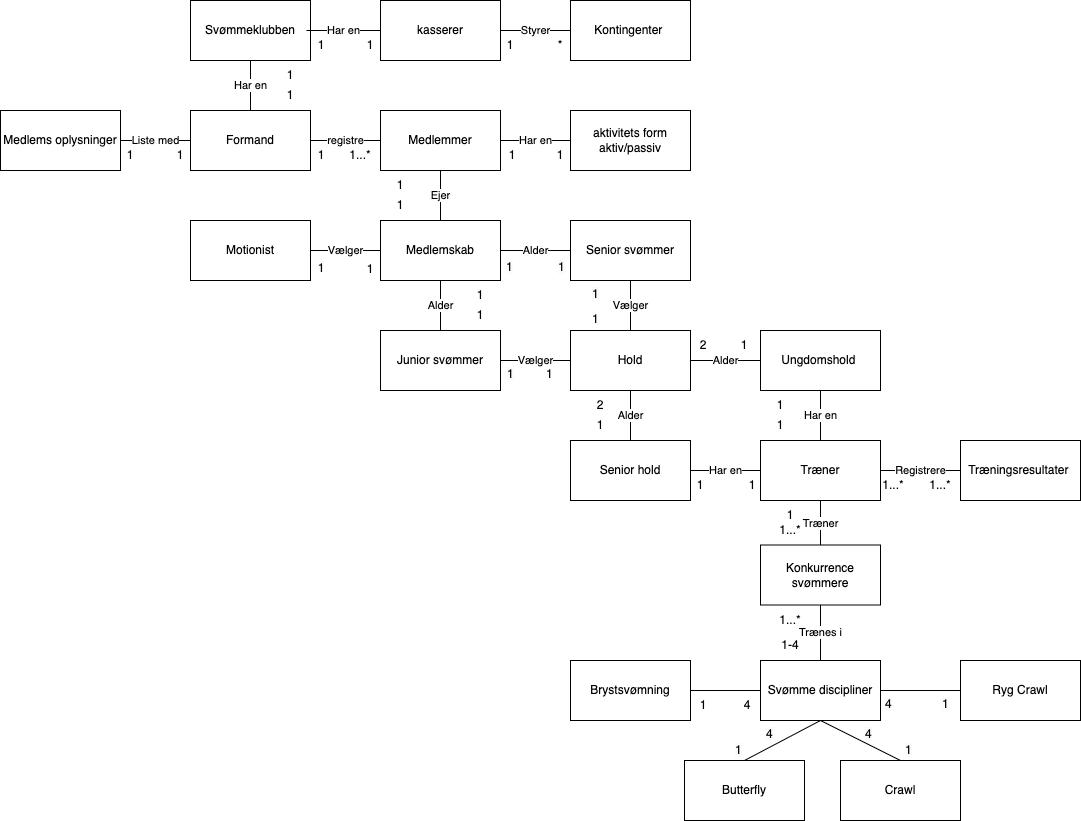 Svømmeklubben
Har en
1
1
kasserer
Styrer
1
*
Kontingenter
1
Har en
1
Medlems oplysninger
Liste med
1
1
Formand
registre
1
1...*
Medlemmer
Har en
1
1
aktivitets form
aktiv/passiv
1
Ejer
1
Motionist
Vælger
1
1
Medlemskab
Alder
1
1
Senior svømmer
1
Alder
1
1
Vælger
1
Junior svømmer
Vælger
1
1
Hold
2
1
Alder
Ungdomshold
2
Alder
1
1
Har en
1
Senior hold
Har en
1
1
Træner
Registrere
1...*
1...*
Træningsresultater
1
Træner
1...*
Konkurrence
svømmere
1...*
Trænes i
1-4
Brystsvømning
1
4
Svømme discipliner
4
1
Ryg Crawl
4
4
1
1
Butterfly
Crawl